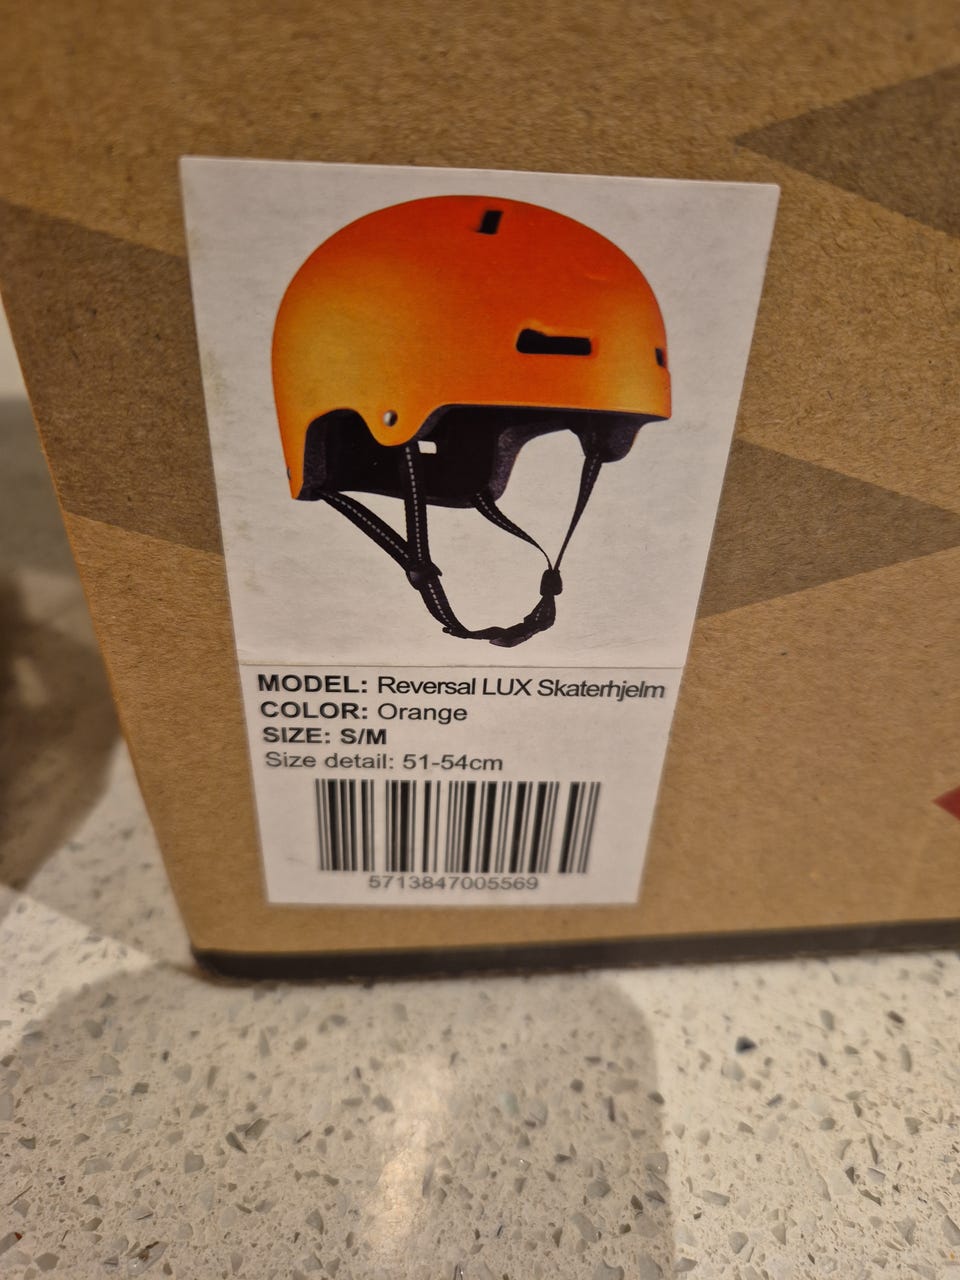 MODEL: Reversal LUX Skaterhjelm
COLOR: Orange
SIZE: S/M
Size detail: 51-54cm
5713847005569